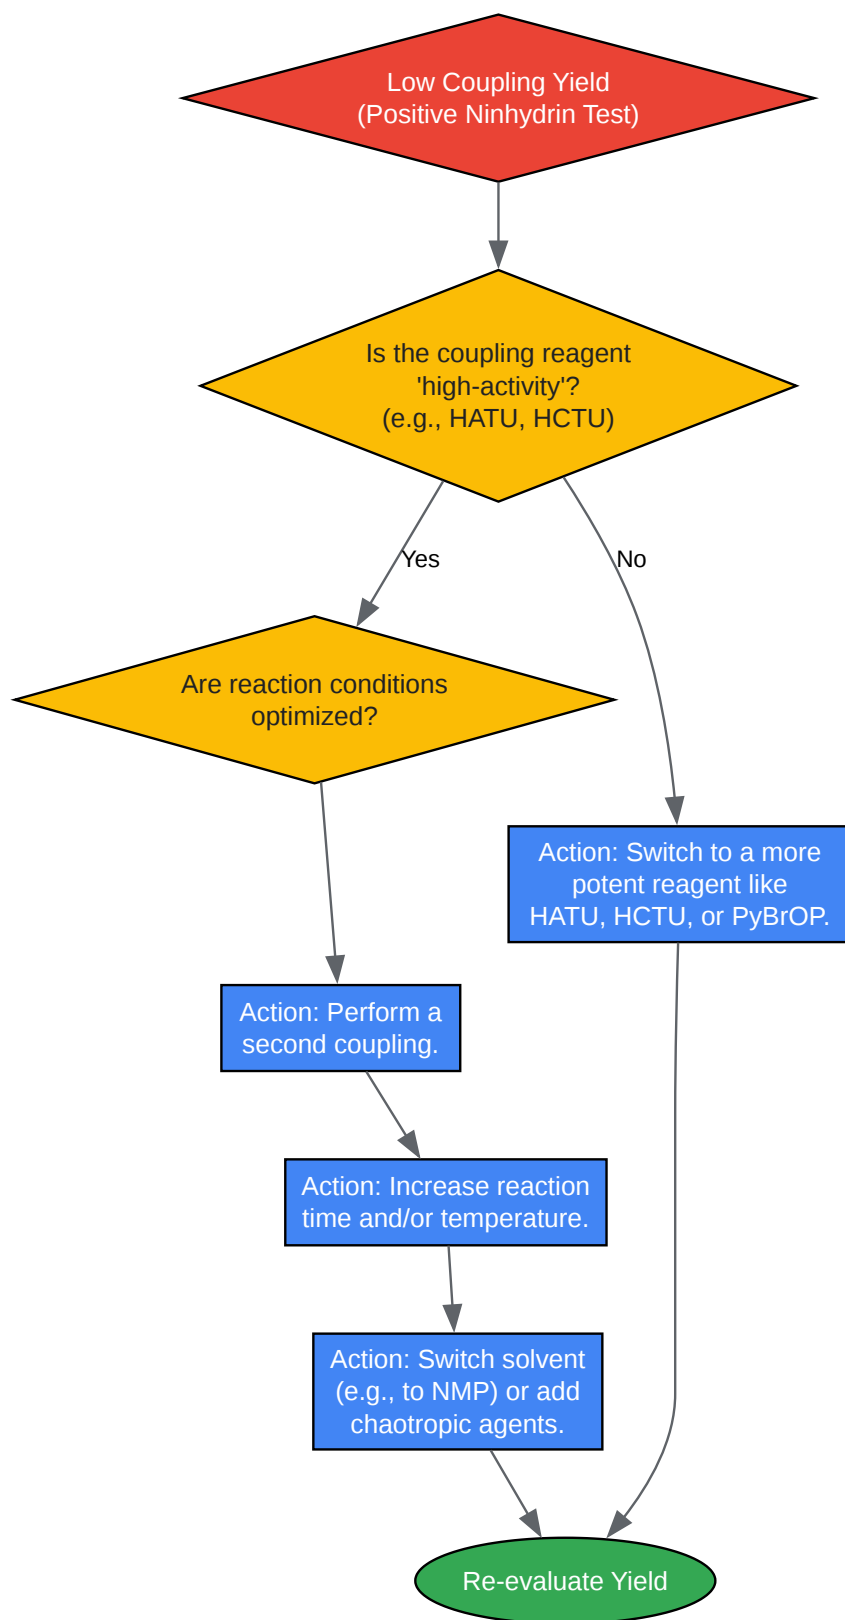 Low Coupling Yield
(Positive Ninhydrin Test)
Is the coupling reagent
'high-activity'?
(e.g., HATU, HCTU)
Yes
No
Are reaction conditions
optimized?
Action: Switch to a more
potent reagent like
HATU, HCTU, or PyBrOP.
Action: Perform a
second coupling.
Action: Increase reaction
time and/or temperature.
Action: Switch solvent
(e.g., to NMP) or add
chaotropic agents.
Re-evaluate Yield